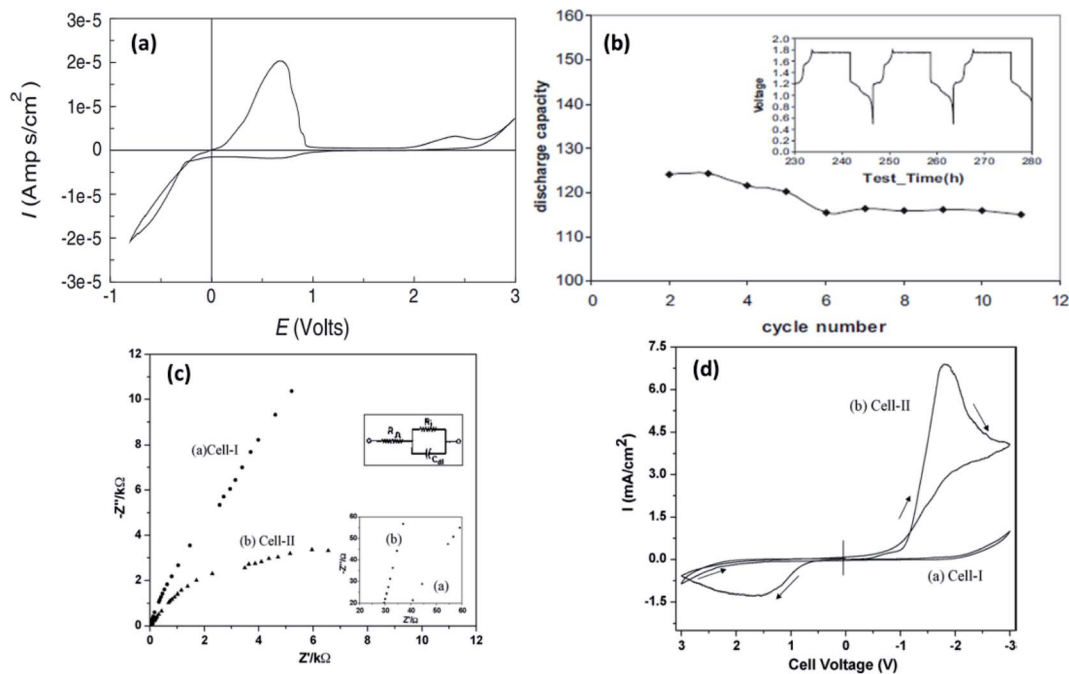 (a)
I (Amp s/cm2)
3e-5
2e-5
1e-5
0
-1e-5
-2e-5
-3e-5
-1
0
1
2
3
E (Volts)
(b)
discharge capacity
160
150
140
130
120
110
100
0
2
4
6
8
10
12
cycle number
Voltage
2.0
1.8
1.6
1.4
1.2
1.0
0.8
0.6
0.4
0.2
0.0
230 240 250 260 270 280
Test_Time(h)
(c)
-Z''/kΩ
12
10
8
6
4
2
0
0 2 4 6 8 10 12
Z'/kΩ
(a)Cell-I
(b) Cell-II
RΩ
Ri
Cdl
-Z''/Ω
60
50
40
30
20
20 30 40 50 60
Z'/Ω
(b)
(a)
(d)
I (mA/cm2)
7.5
6.0
4.5
3.0
1.5
0.0
-1.5
3 2 1 0 -1 -2 -3
Cell Voltage (V)
(b) Cell-II
(a) Cell-I